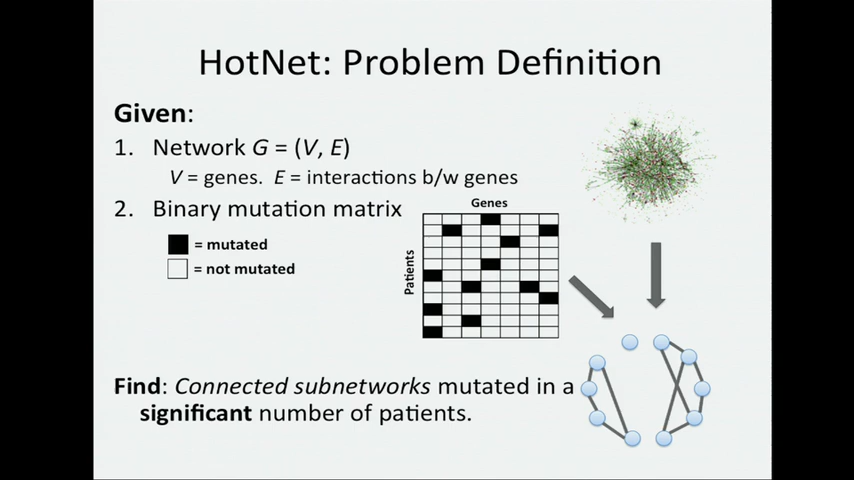 HotNet: Problem Definition
Given:
1. Network G = (V, E)
V = genes. E = interactions b/w genes
2. Binary mutation matrix
= mutated
= not mutated
Genes
Patients
Find: Connected subnetworks mutated in a
significant number of patients.